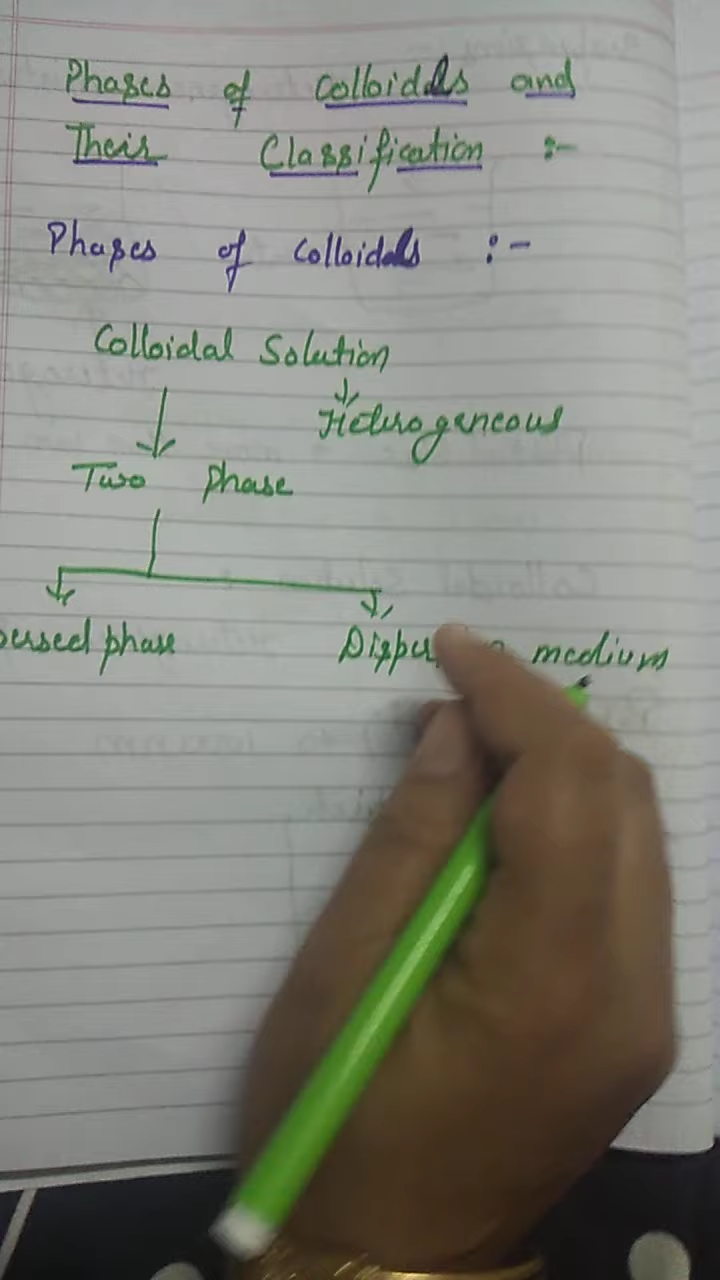 Phases of Colloidals and
Their Classification :-
Phases of Colloidals :-
Colloidal Solution
Heterogeneous
Two phase
persed phase
medium